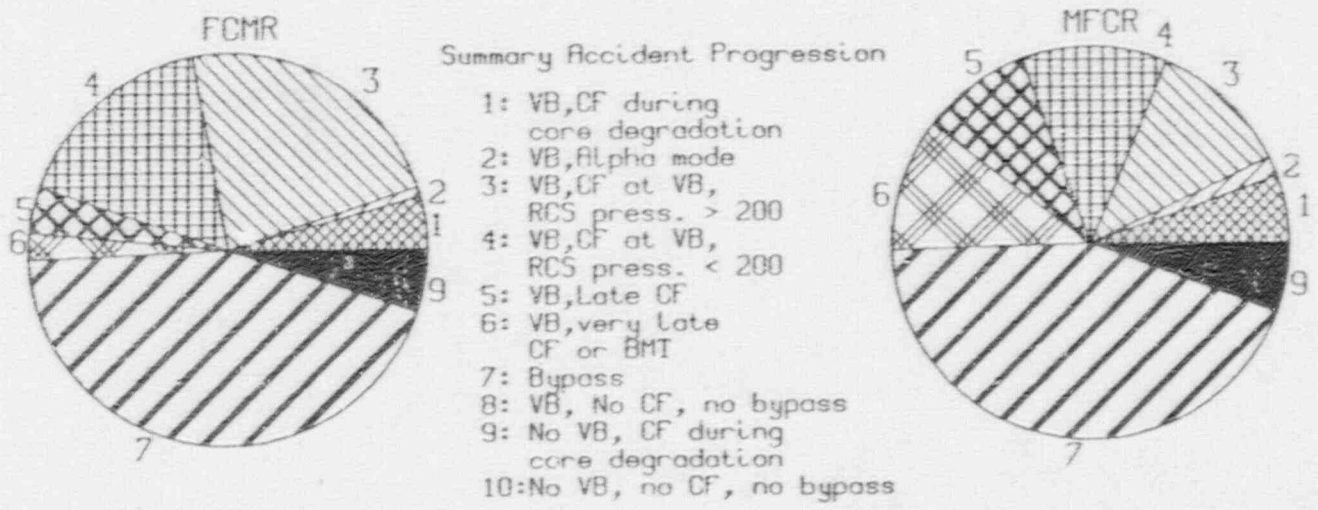 FCMR
4
3
5
2
6
1
9
7
Summary Accident Progression
1: VB,CF during
core degradation
2: VB,Alpha mode
3: VB,CF at VB,
RCS press. > 200
4: VB,CF at VB,
RCS press. < 200
5: VB,Late CF
6: VB,very late
CF or BMT
7: Bypass
8: VB, No CF, no bypass
9: No VB, CF during
core degradation
10:No VB, no CF, no bypass
MFCR
4
5
3
2
6
1
9
7